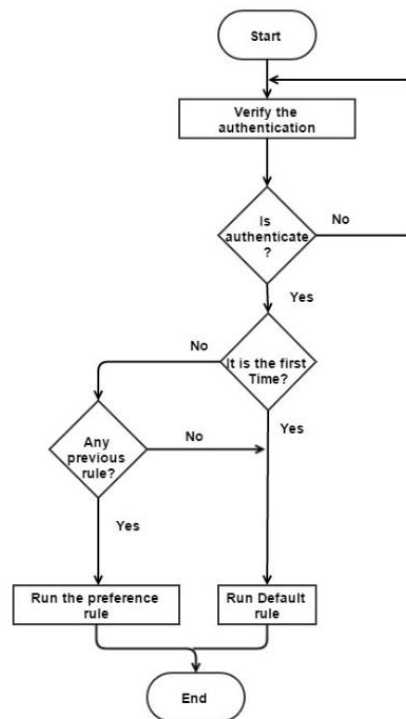 Start
Verify the
authentication
Is
authenticate
?
No
Yes
It is the first
Time?
No
Yes
Any
previous
rule?
No
Yes
Run the preference
rule
Run Default
rule
End